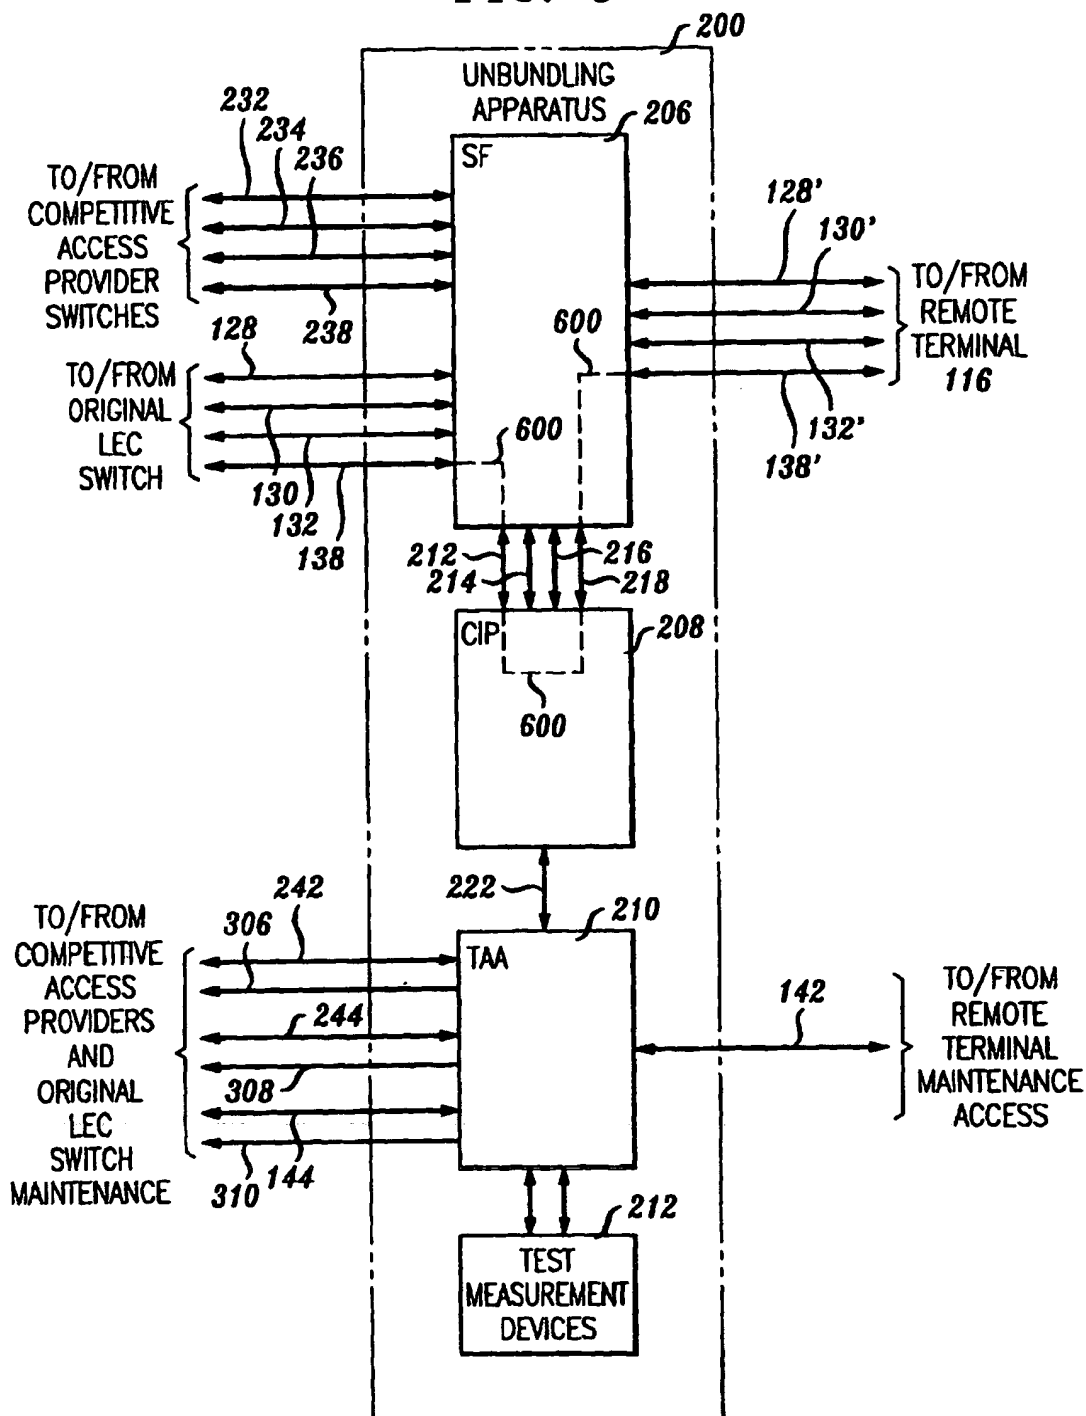 200
UNBUNDLING
APPARATUS
206
SF
232
234
236
TO/FROM
COMPETITIVE
ACCESS
PROVIDER
SWITCHES
238
128
TO/FROM
ORIGINAL
LEC
SWITCH
130
132
138
128'
130'
TO/FROM
REMOTE
TERMINAL
116
132'
138'
600
600
212
214
216
218
CIP
208
600
222
210
TAA
242
306
TO/FROM
COMPETITIVE
ACCESS
PROVIDERS
AND
ORIGINAL
LEC
SWITCH
MAINTENANCE
244
308
310
144
142
TO/FROM
REMOTE
TERMINAL
MAINTENANCE
ACCESS
212
TEST
MEASUREMENT
DEVICES